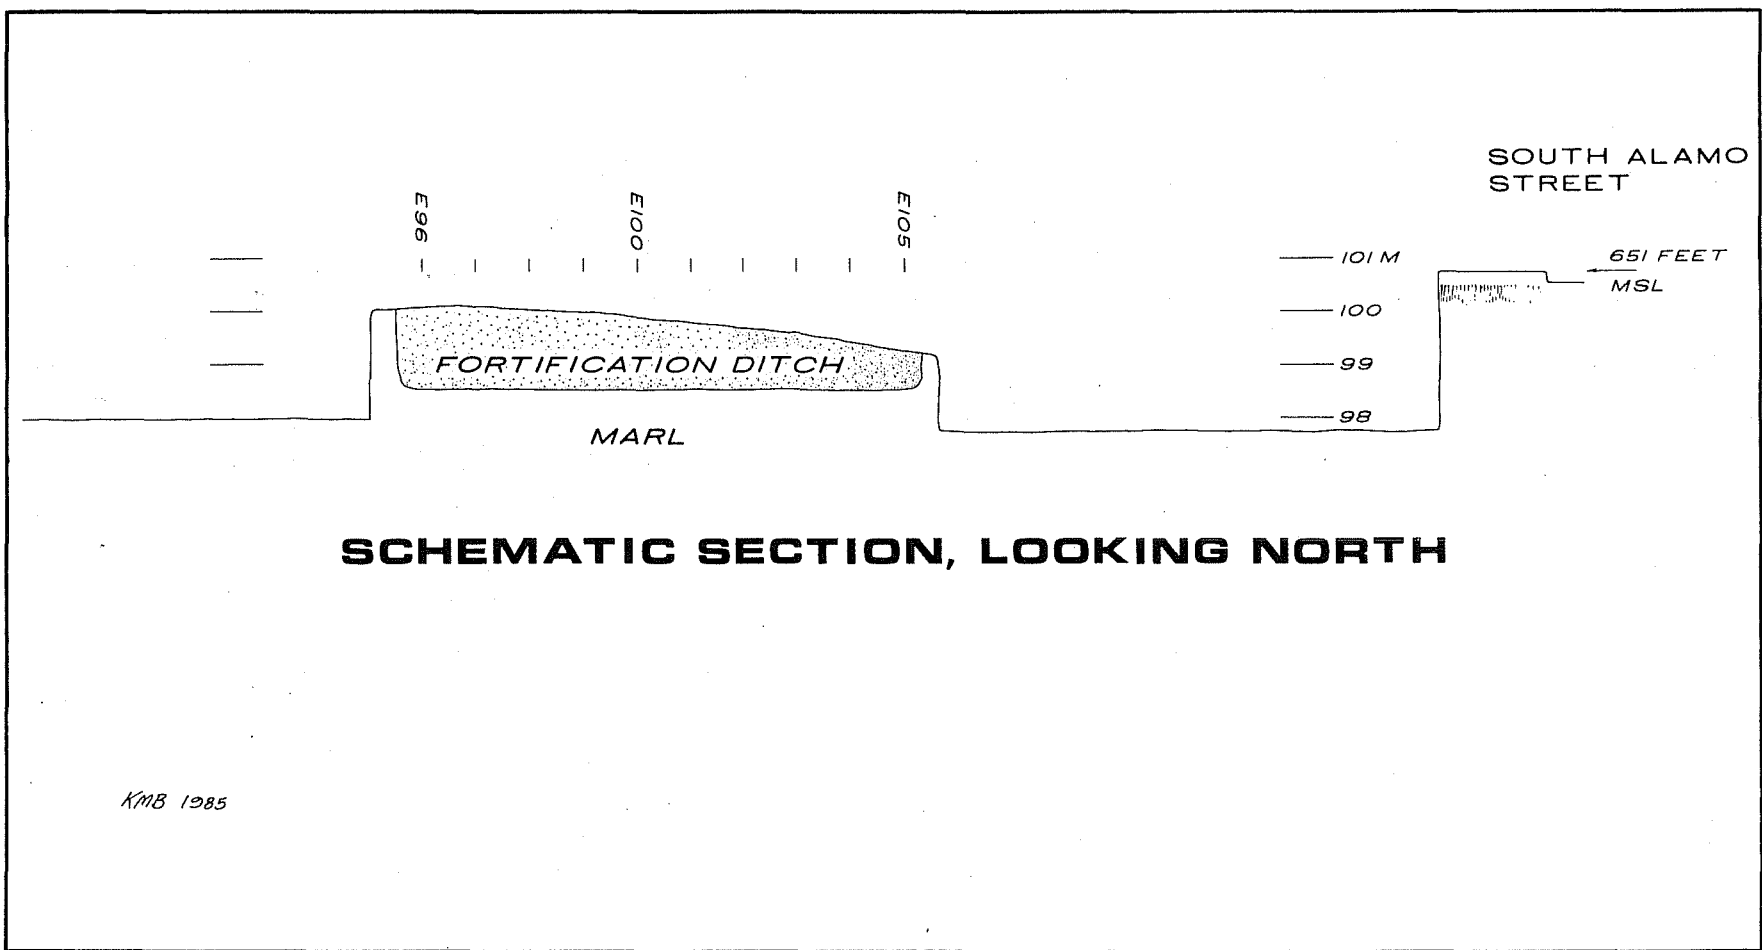 SOUTH ALAMO
STREET
E96
E100
E105
101 M
651 FEET
MSL
100
99
98
FORTIFICATION DITCH
MARL
SCHEMATIC SECTION, LOOKING NORTH
KMB 1985